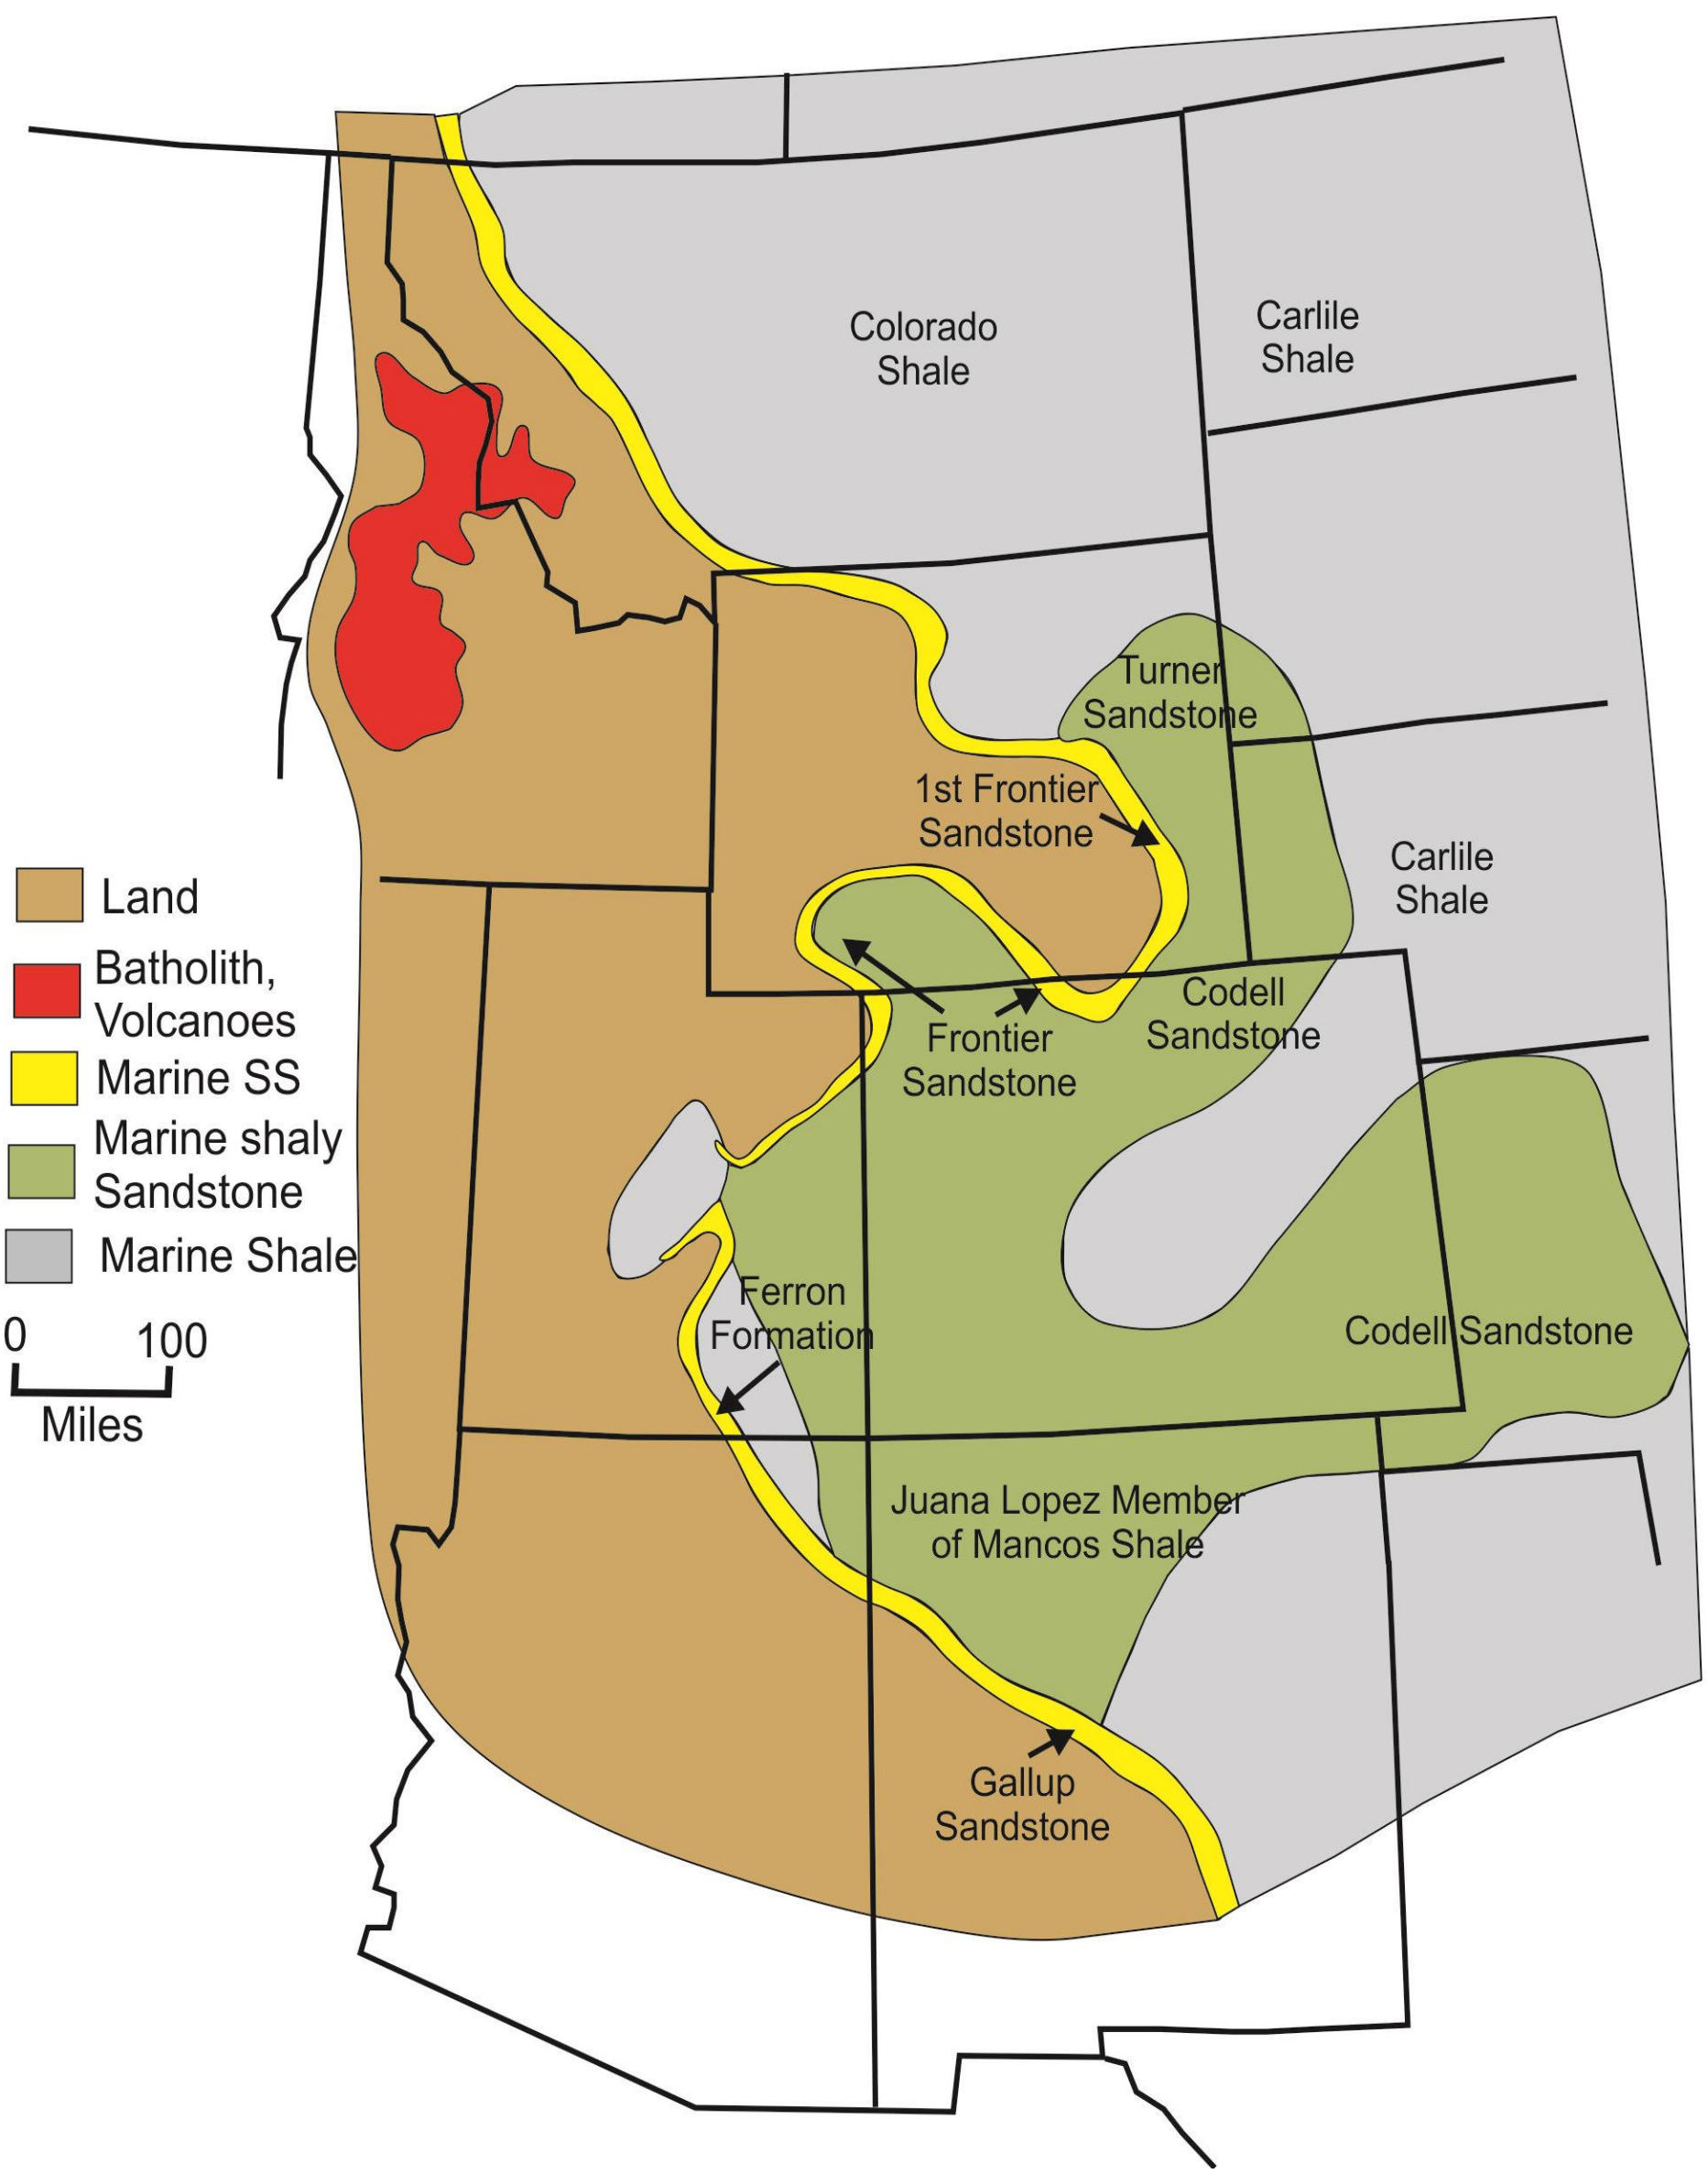 Colorado
Shale
Carlile
Shale
Turner
Sandstone
1st Frontier
Sandstone
Carlile
Shale
Land
Batholith,
Volcanoes
Marine SS
Marine shaly
Sandstone
Marine Shale
0 100
Miles
Codell
Sandstone
Frontier
Sandstone
Ferron
Formation
Codell Sandstone
Juana Lopez Member
of Mancos Shale
Gallup
Sandstone